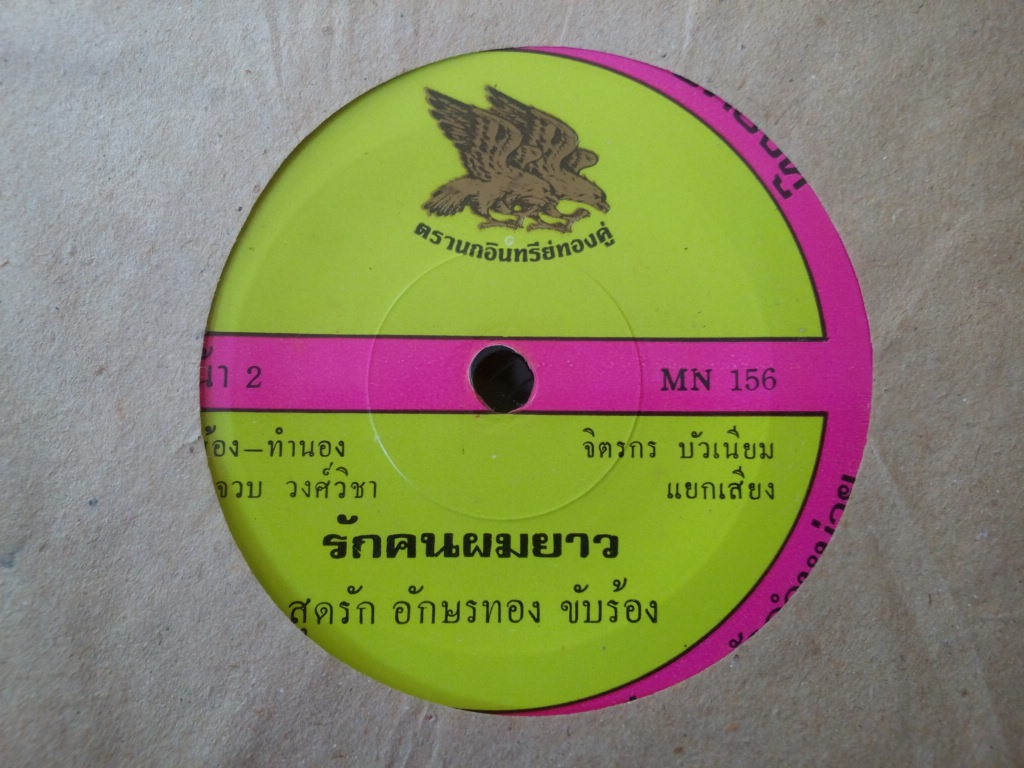 ตรานกอินทรีย์ทองคู่
2
MN 156
ร้อง–ทำนอง
จิตรกร บัวเนียม
จวบ วงศ์วิชา
แยกเสียง
รักคนผมยาว
สุดรัก อักษรทอง ขับร้อง